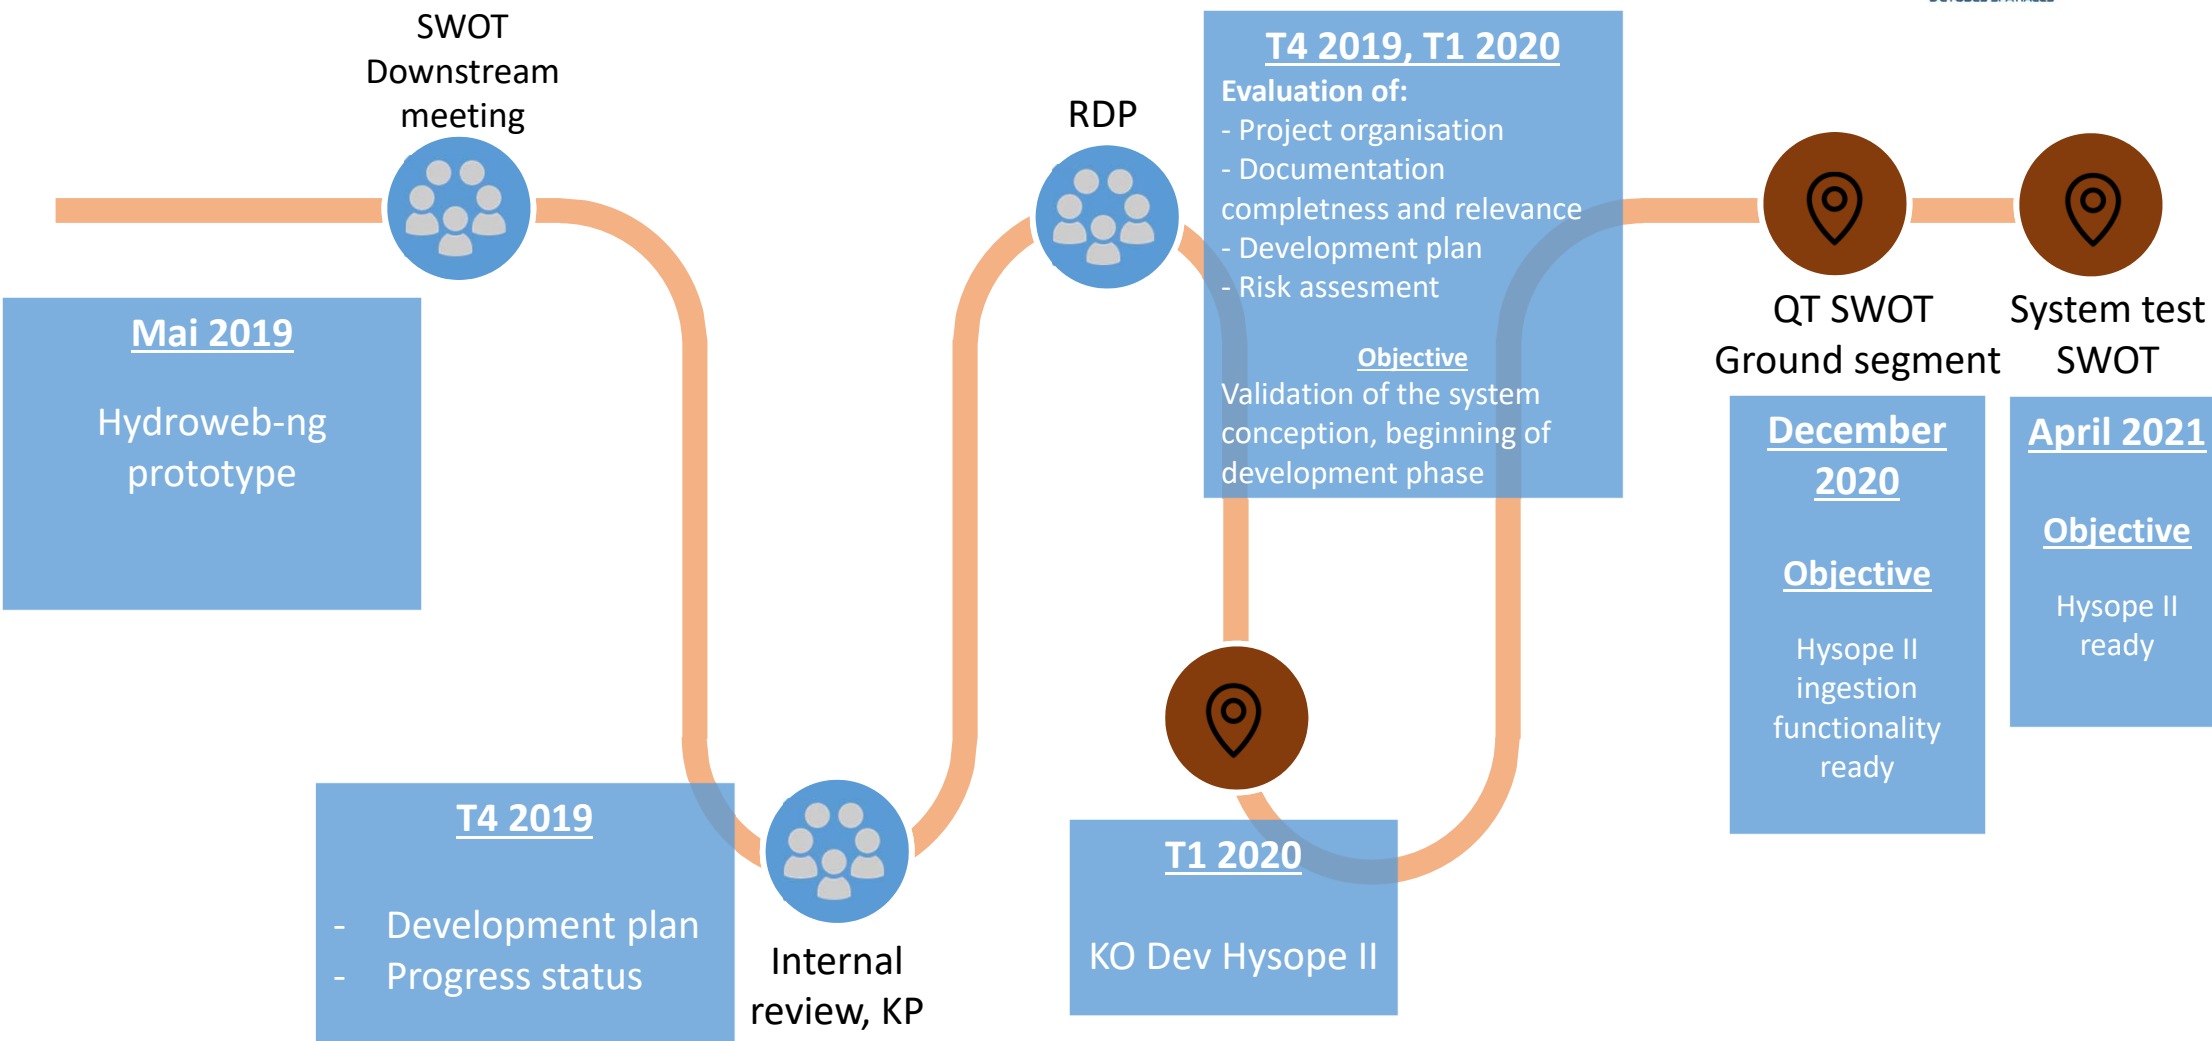 SWOT
Downstream
meeting
Mai 2019
Hydroweb-ng
prototype
T4 2019
- Development plan
- Progress status
Internal
review, KP
RDP
T4 2019, T1 2020
Evaluation of:
- Project organisation
- Documentation
completness and relevance
- Development plan
- Risk assesment
Objective
Validation of the system
conception, beginning of
development phase
T1 2020
KO Dev Hysope II
QT SWOT
Ground segment
December
2020
Objective
Hysope II
ingestion
functionality
ready
System test
SWOT
April 2021
Objective
Hysope II
ready